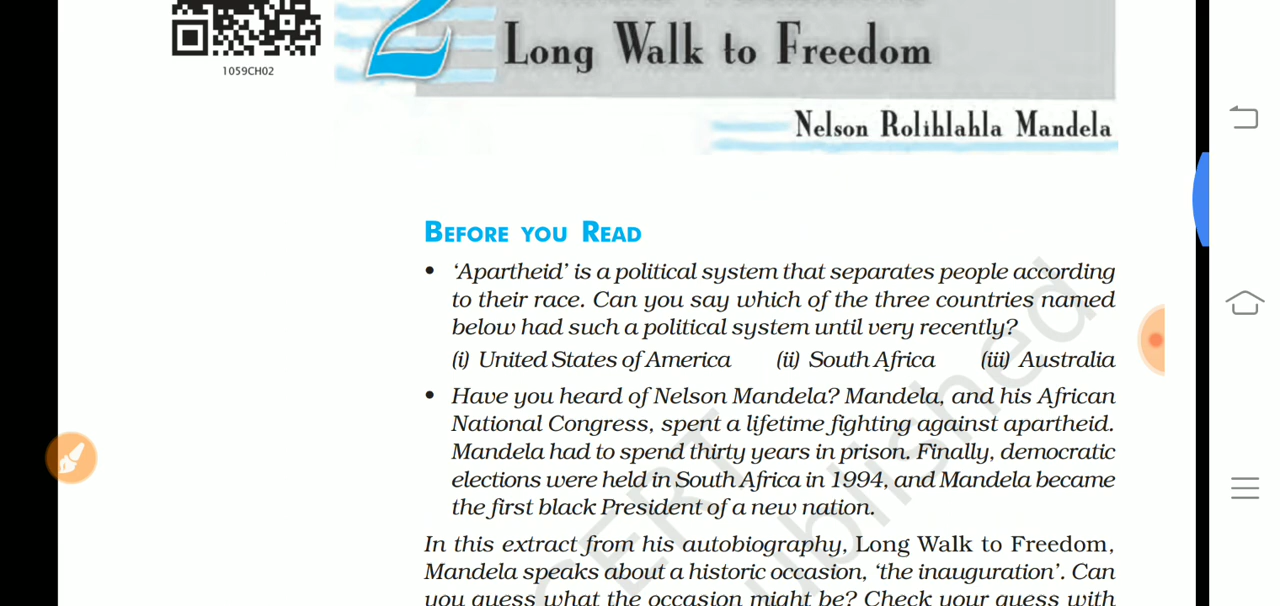 2
Long Walk to Freedom
1059CH02
Nelson Rolihlahla Mandela
BEFORE YOU READ
• ‘Apartheid’ is a political system that separates people according
to their race. Can you say which of the three countries named
below had such a political system until very recently?
(i) United States of America (ii) South Africa (iii) Australia
• Have you heard of Nelson Mandela? Mandela, and his African
National Congress, spent a lifetime fighting against apartheid.
Mandela had to spend thirty years in prison. Finally, democratic
elections were held in South Africa in 1994, and Mandela became
the first black President of a new nation.
In this extract from his autobiography, Long Walk to Freedom,
Mandela speaks about a historic occasion, ‘the inauguration’. Can
you guess what the occasion might be? Check your guess with